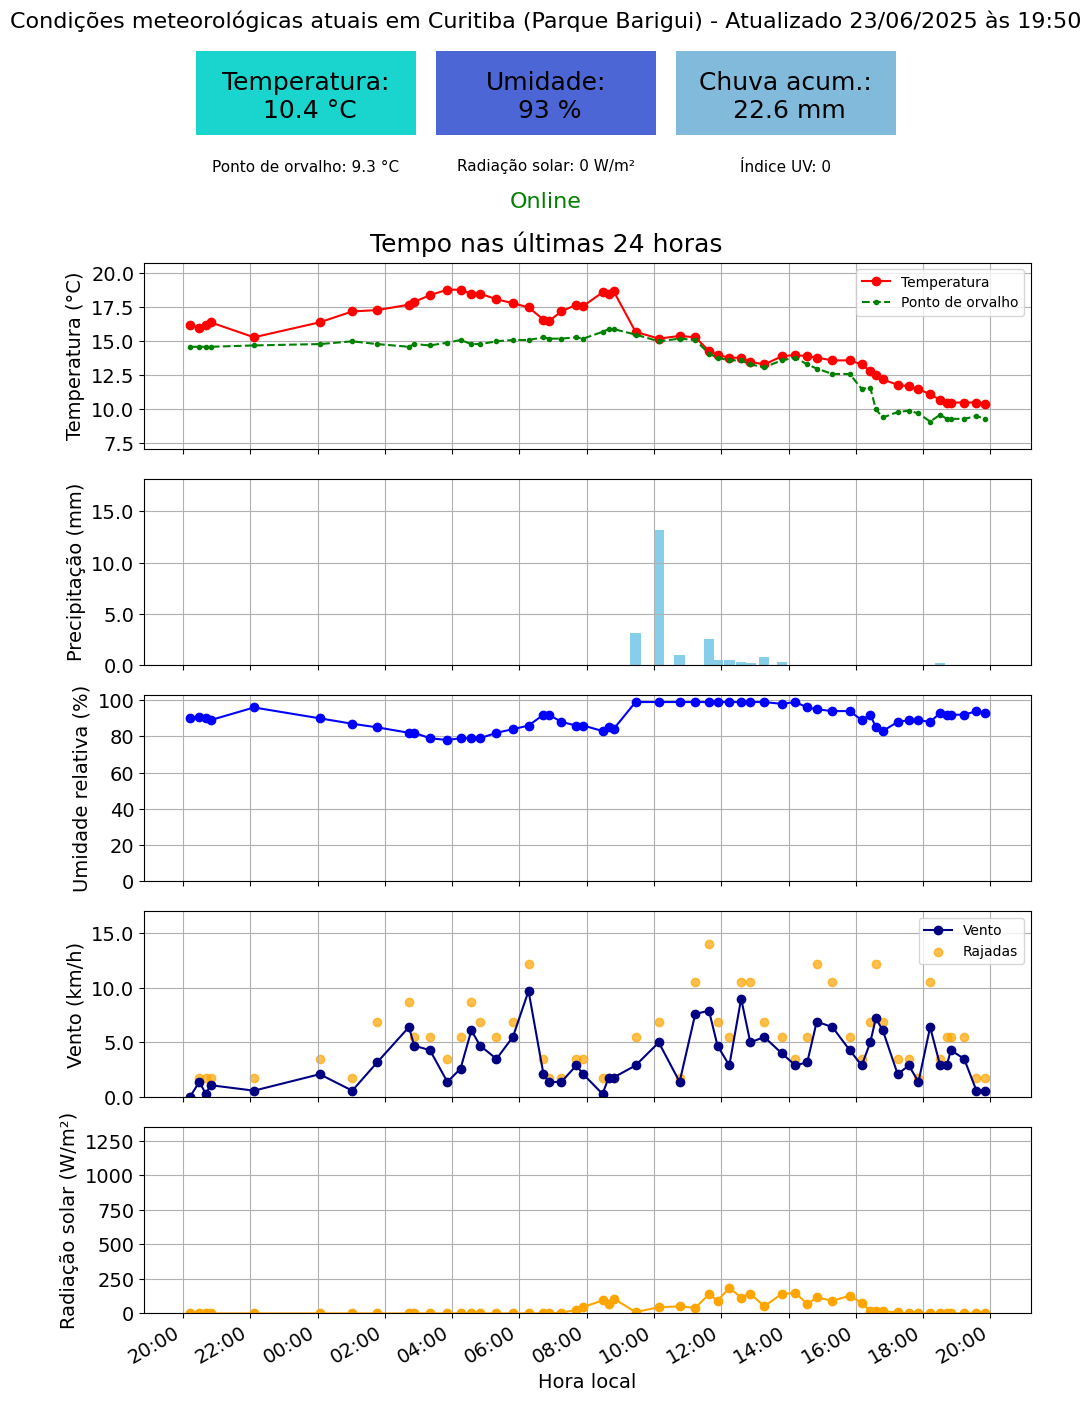 Condições meteorológicas atuais em Curitiba (Parque Barigui) - Atualizado 23/06/2025 às 19:50
Temperatura:
10.4 °C
Umidade:
93 %
Chuva acum.:
22.6 mm
Ponto de orvalho: 9.3 °C
Radiação solar: 0 W/m²
Índice UV: 0
Online
Tempo nas últimas 24 horas
Temperatura (°C)
20.0
17.5
15.0
12.5
10.0
7.5
Temperatura
Ponto de orvalho
Precipitação (mm)
15.0
10.0
5.0
0.0
Umidade relativa (%)
100
80
60
40
20
0
Vento (km/h)
15.0
10.0
5.0
0.0
Vento
Rajadas
Radiação solar (W/m²)
1250
1000
750
500
250
0
20:00
22:00
00:00
02:00
04:00
06:00
08:00
10:00
12:00
14:00
16:00
18:00
20:00
Hora local